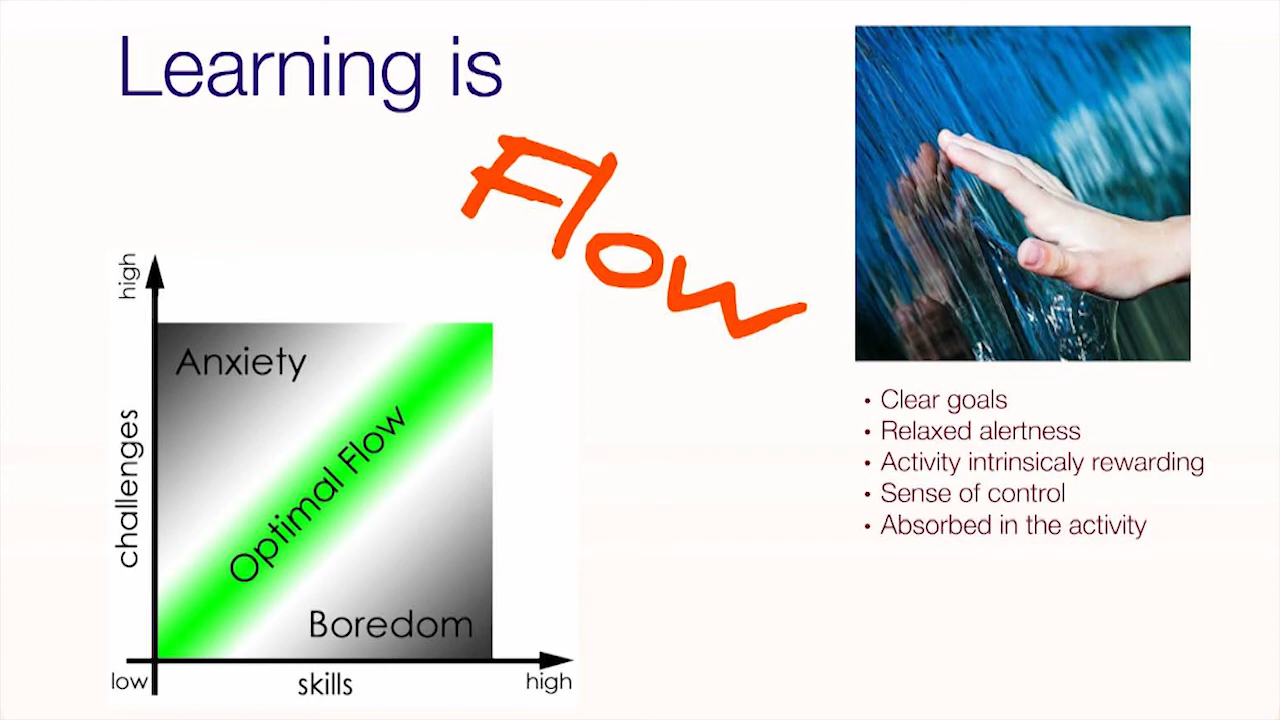 Learning is
Flow
high
challenges
Anxiety
Optimal Flow
Boredom
low
skills
high
• Clear goals
• Relaxed alertness
• Activity intrinsicaly rewarding
• Sense of control
• Absorbed in the activity